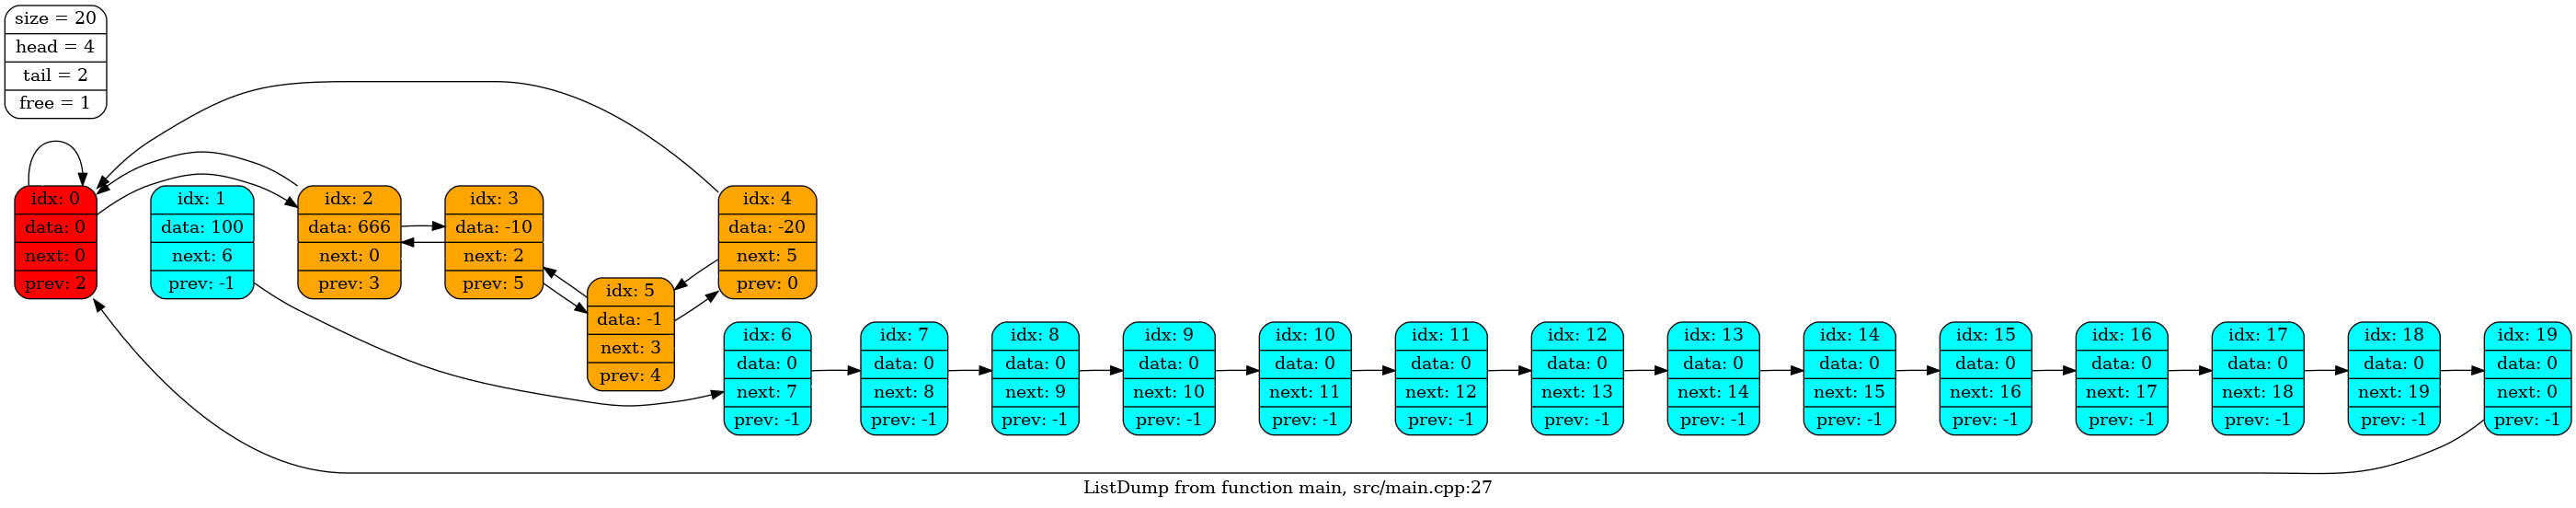 size = 20
head = 4
tail = 2
free = 1
idx: 0
data: 0
next: 0
prev: 2
idx: 1
data: 100
next: 6
prev: -1
idx: 2
data: 666
next: 0
prev: 3
idx: 3
data: -10
next: 2
prev: 5
idx: 4
data: -20
next: 5
prev: 0
idx: 5
data: -1
next: 3
prev: 4
idx: 6
data: 0
next: 7
prev: -1
idx: 7
data: 0
next: 8
prev: -1
idx: 8
data: 0
next: 9
prev: -1
idx: 9
data: 0
next: 10
prev: -1
idx: 10
data: 0
next: 11
prev: -1
idx: 11
data: 0
next: 12
prev: -1
idx: 12
data: 0
next: 13
prev: -1
idx: 13
data: 0
next: 14
prev: -1
idx: 14
data: 0
next: 15
prev: -1
idx: 15
data: 0
next: 16
prev: -1
idx: 16
data: 0
next: 17
prev: -1
idx: 17
data: 0
next: 18
prev: -1
idx: 18
data: 0
next: 19
prev: -1
idx: 19
data: 0
next: 0
prev: -1
ListDump from function main, src/main.cpp:27